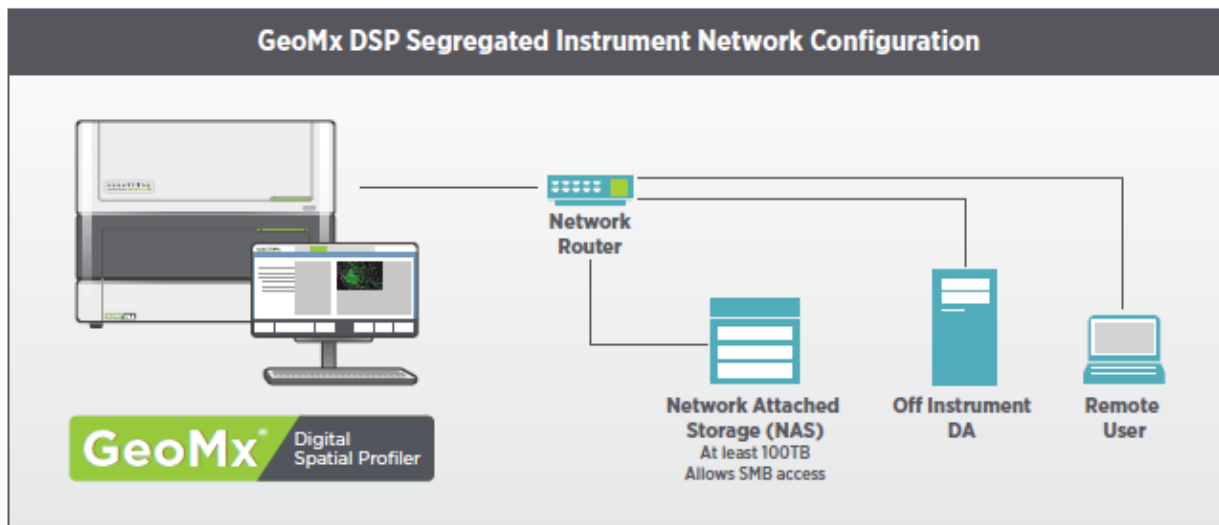 GeoMx DSP Segregated Instrument Network Configuration
Network
Router
Network Attached
Storage (NAS)
At least 100TB
Allows SMB access
Off Instrument
DA
Remote
User
GeoMx®
Digital
Spatial Profiler